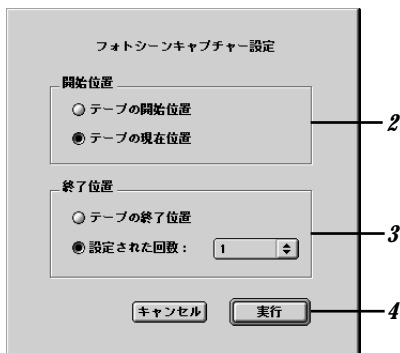 フォトシーンキャプチャー設定
開始位置
テープの開始位置
テープの現在位置
2
終了位置
テープの終了位置
設定された回数： 1
3
キャンセル 実行
4